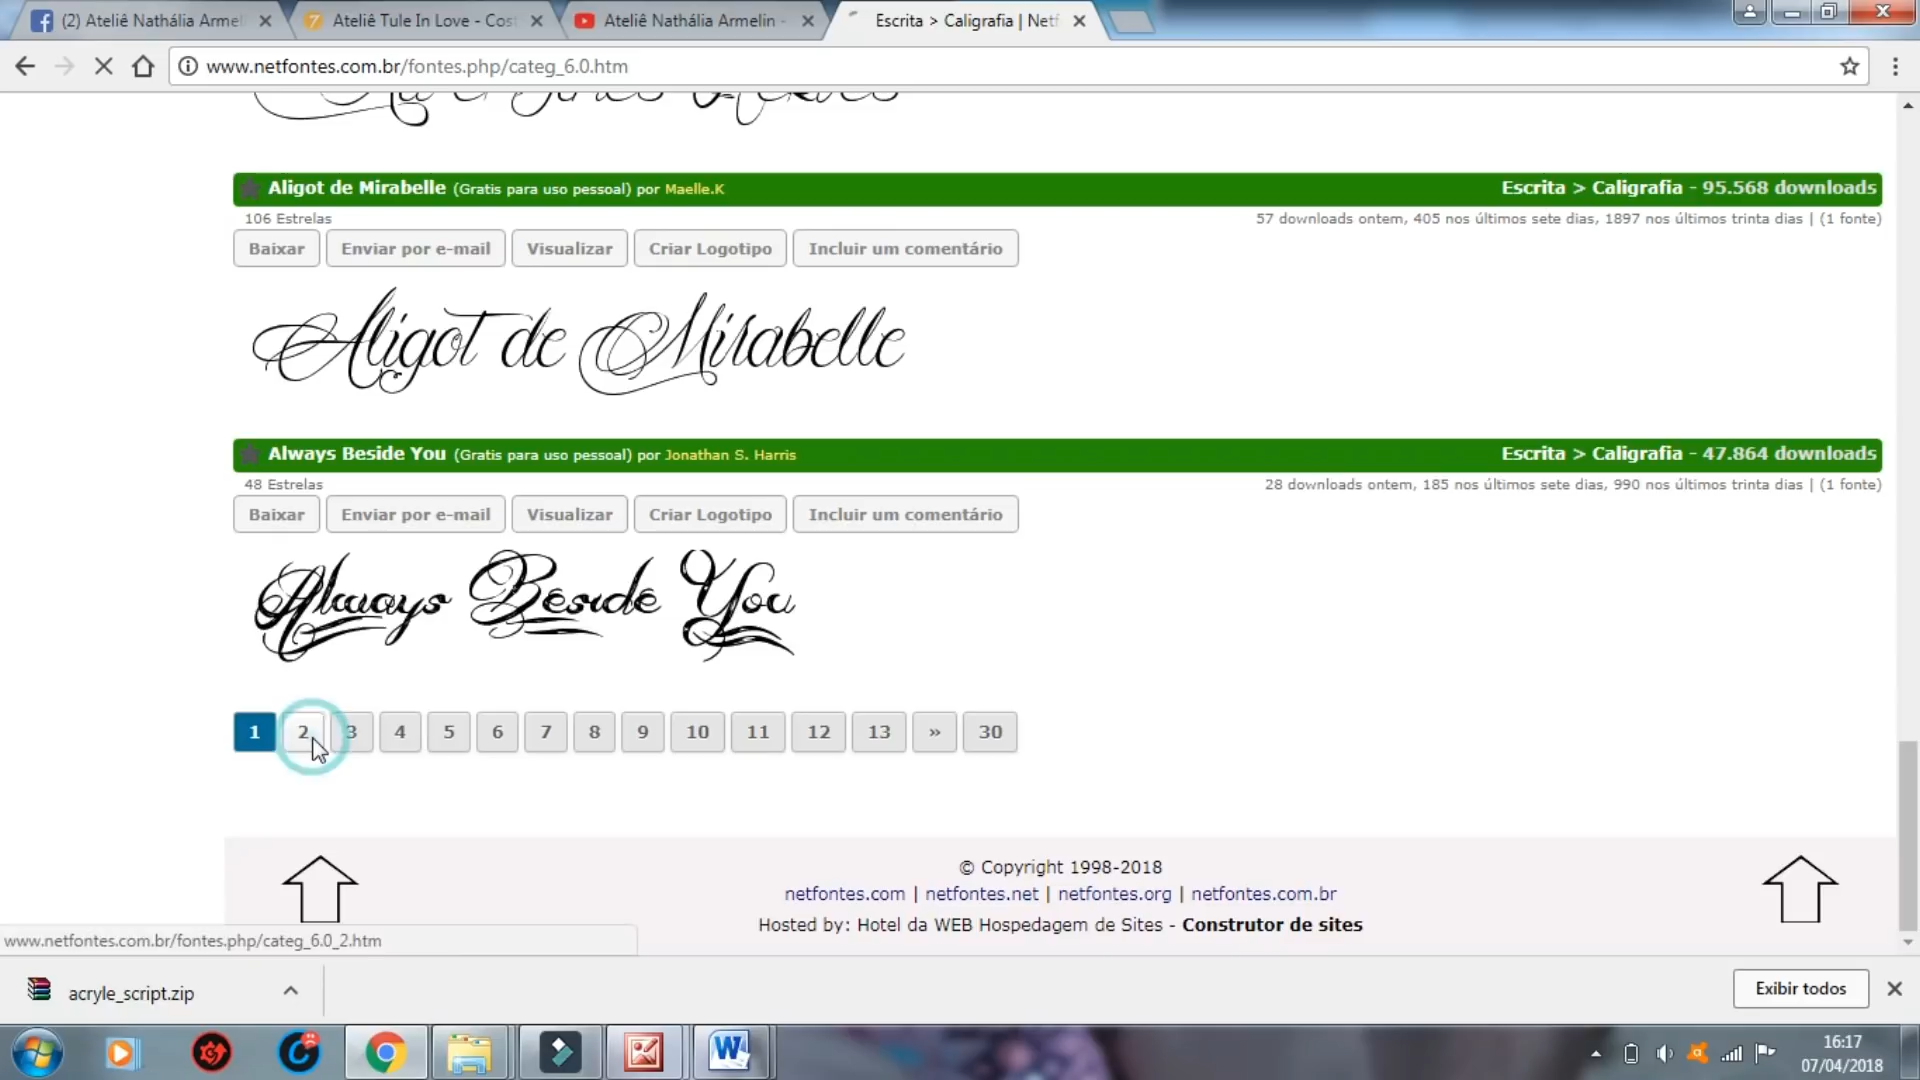 (2) Ateliê Nathália Armel
Ateliê Tule In Love - Cos
Ateliê Nathália Armelin -
Escrita > Caligrafia | Netf
www.netfontes.com.br/fontes.php/categ_6.0.htm
Aligot de Mirabelle (Gratis para uso pessoal) por Maelle.K
Escrita > Caligrafia - 95.568 downloads
106 Estrelas
57 downloads ontem, 405 nos últimos sete dias, 1897 nos últimos trinta dias | (1 fonte)
Baixar Enviar por e-mail Visualizar Criar Logotipo Incluir um comentário
Aligot de Mirabelle
Always Beside You (Gratis para uso pessoal) por Jonathan S. Harris
Escrita > Caligrafia - 47.864 downloads
48 Estrelas
28 downloads ontem, 185 nos últimos sete dias, 990 nos últimos trinta dias | (1 fonte)
Baixar Enviar por e-mail Visualizar Criar Logotipo Incluir um comentário
Always Beside You
1 2 3 4 5 6 7 8 9 10 11 12 13 » 30
© Copyright 1998-2018
netfontes.com | netfontes.net | netfontes.org | netfontes.com.br
Hosted by: Hotel da WEB Hospedagem de Sites - Construtor de sites
www.netfontes.com.br/fontes.php/categ_6.0_2.htm
acryle_script.zip
Exibir todos
16:17
07/04/2018